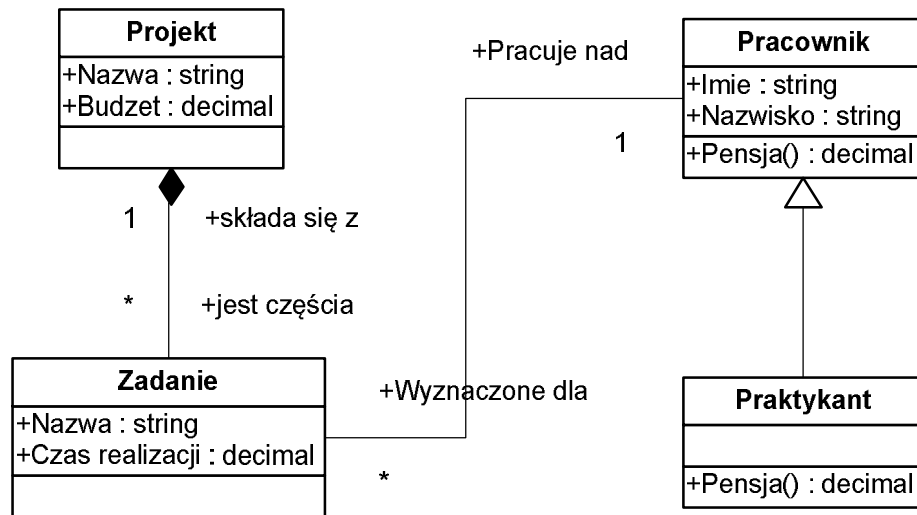 Projekt
+Nazwa : string
+Budzet : decimal
1
+składa się z
*
+jest częścia
Zadanie
+Nazwa : string
+Czas realizacji : decimal
+Pracuje nad
1
+Wyznaczone dla
*
Pracownik
+Imie : string
+Nazwisko : string
+Pensja() : decimal
Praktykant
+Pensja() : decimal